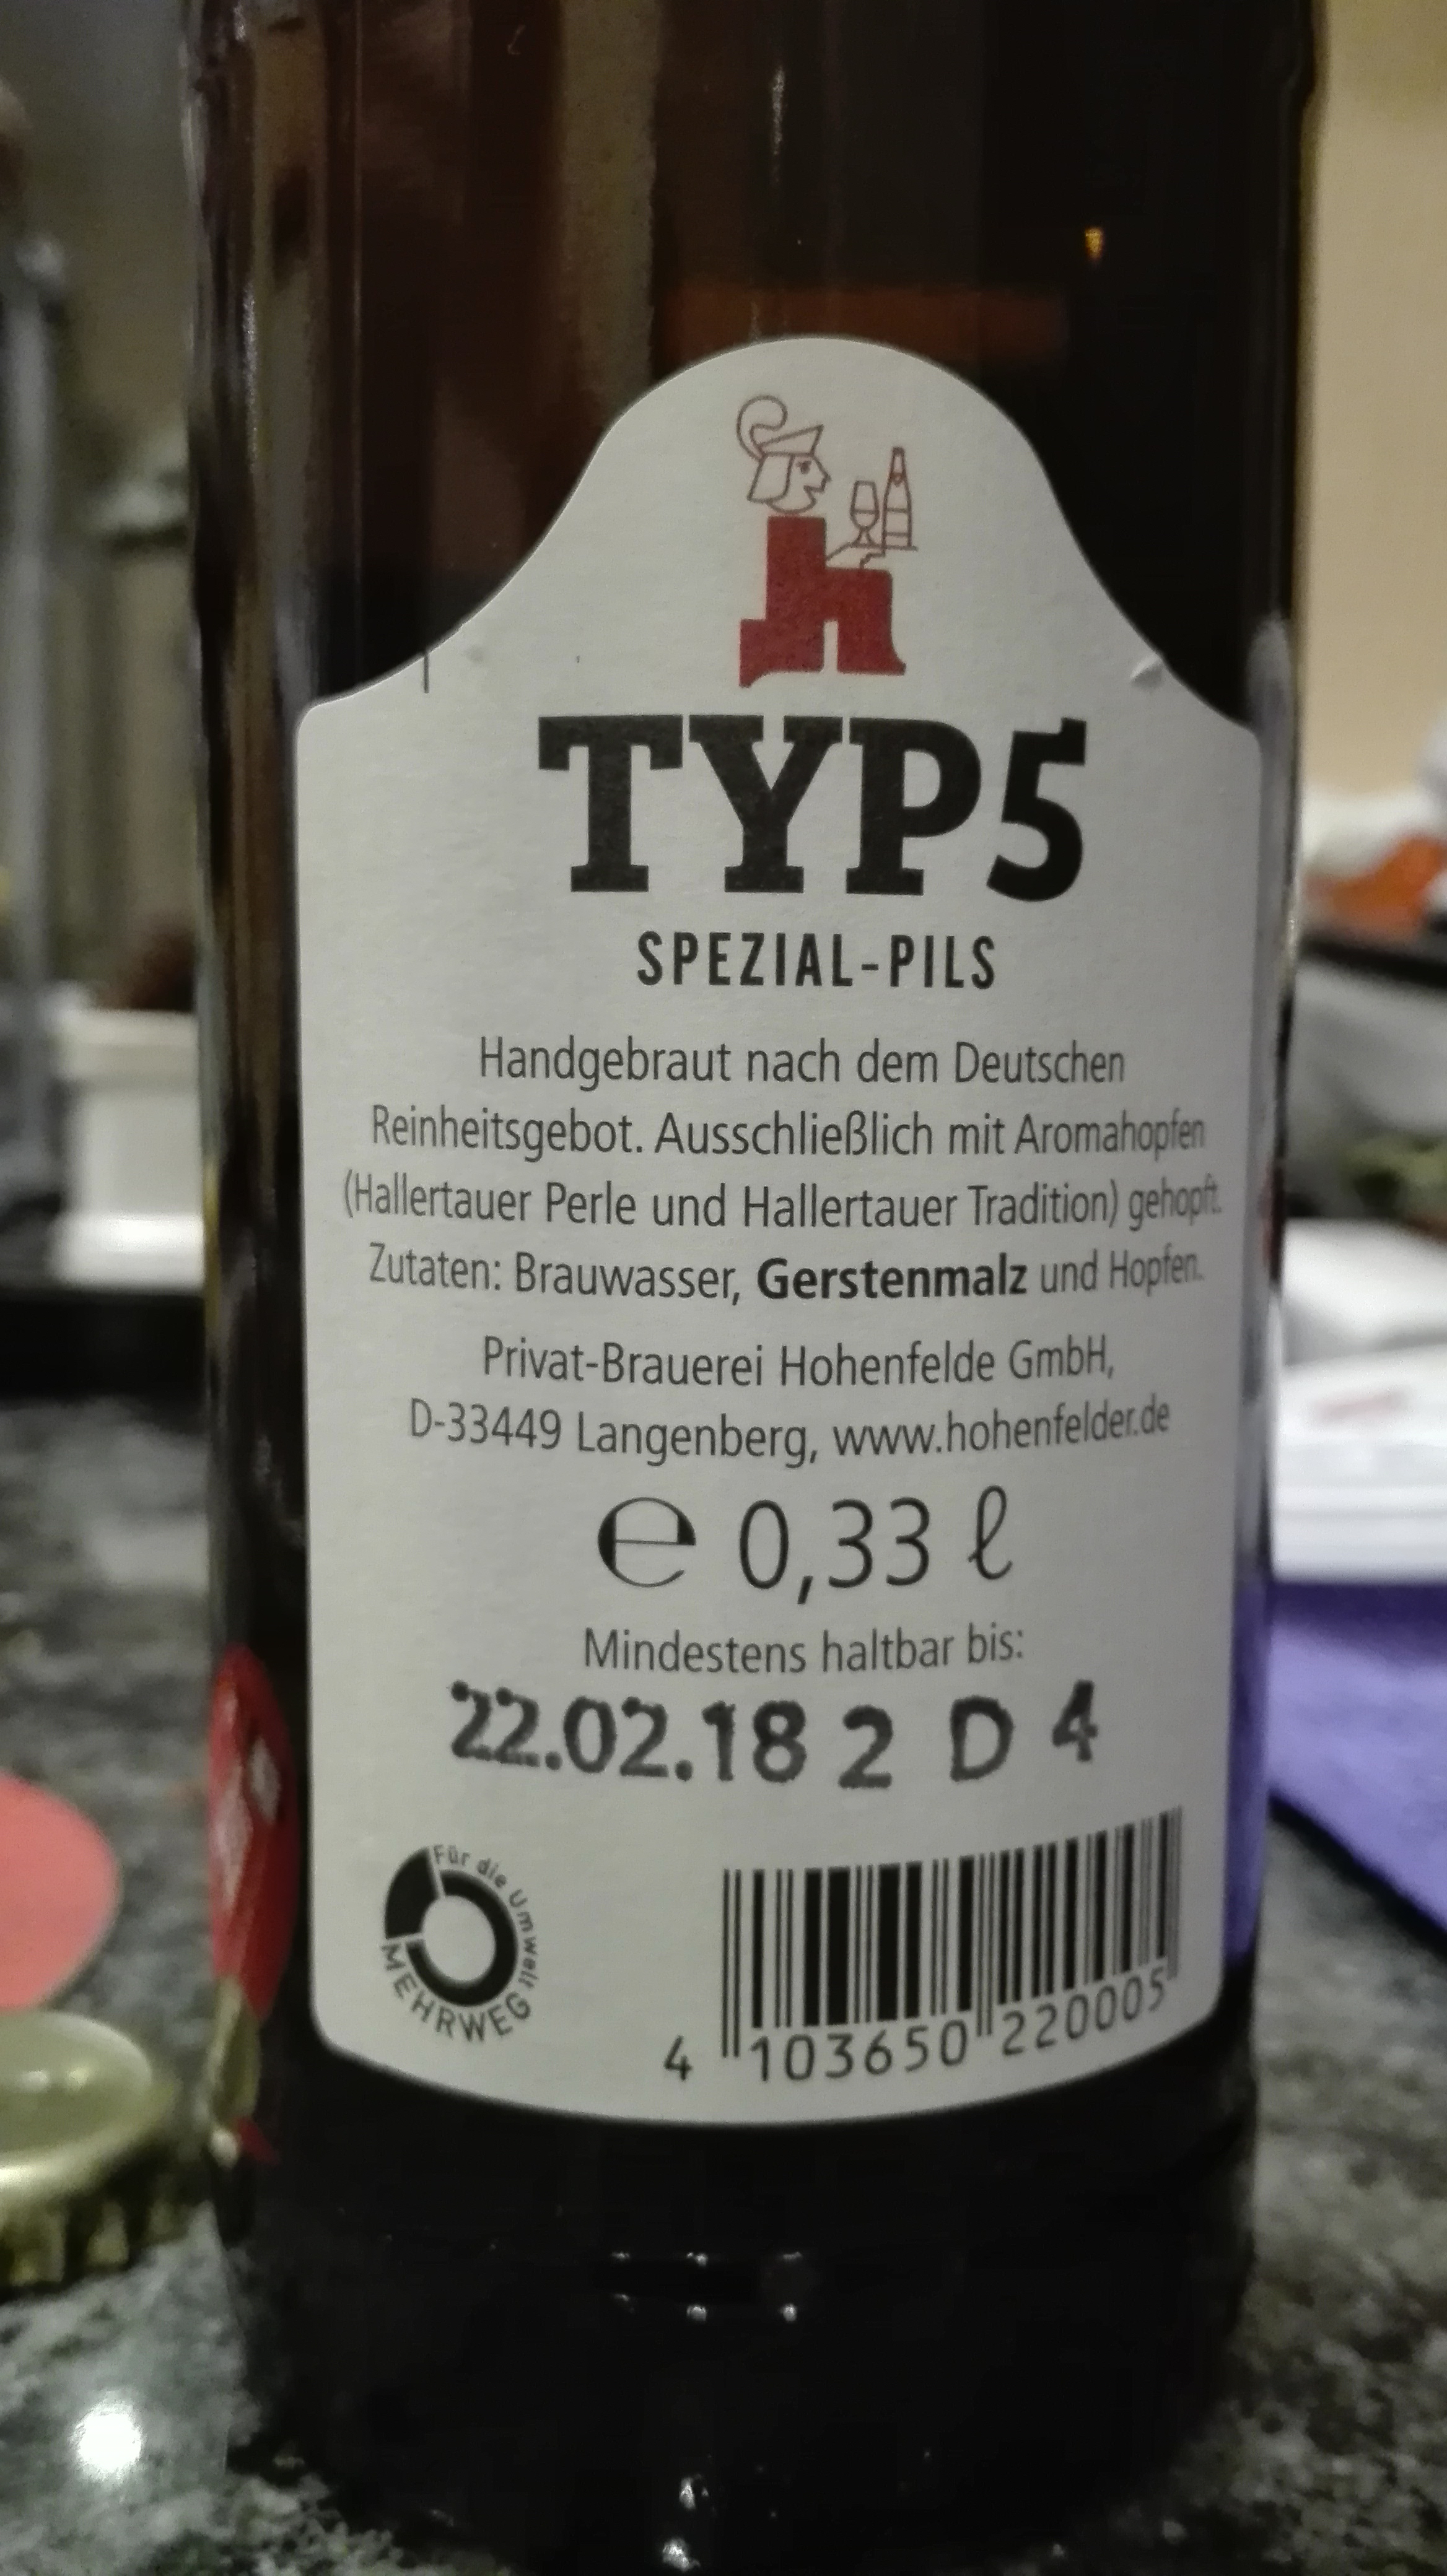 TYP5
SPEZIAL-PILS
Handgebraut nach dem Deutschen
Reinheitsgebot. Ausschließlich mit Aromahopfen
(Hallertauer Perle und Hallertauer Tradition) gehopft.
Zutaten: Brauwasser, Gerstenmalz und Hopfen.
Privat-Brauerei Hohenfelde GmbH,
D-33449 Langenberg, www.hohenfelder.de
℮ 0,33 ℓ
Mindestens haltbar bis:
22.02.18 2 D 4
Für die Umwelt
MEHRWEG
4 103650 220005